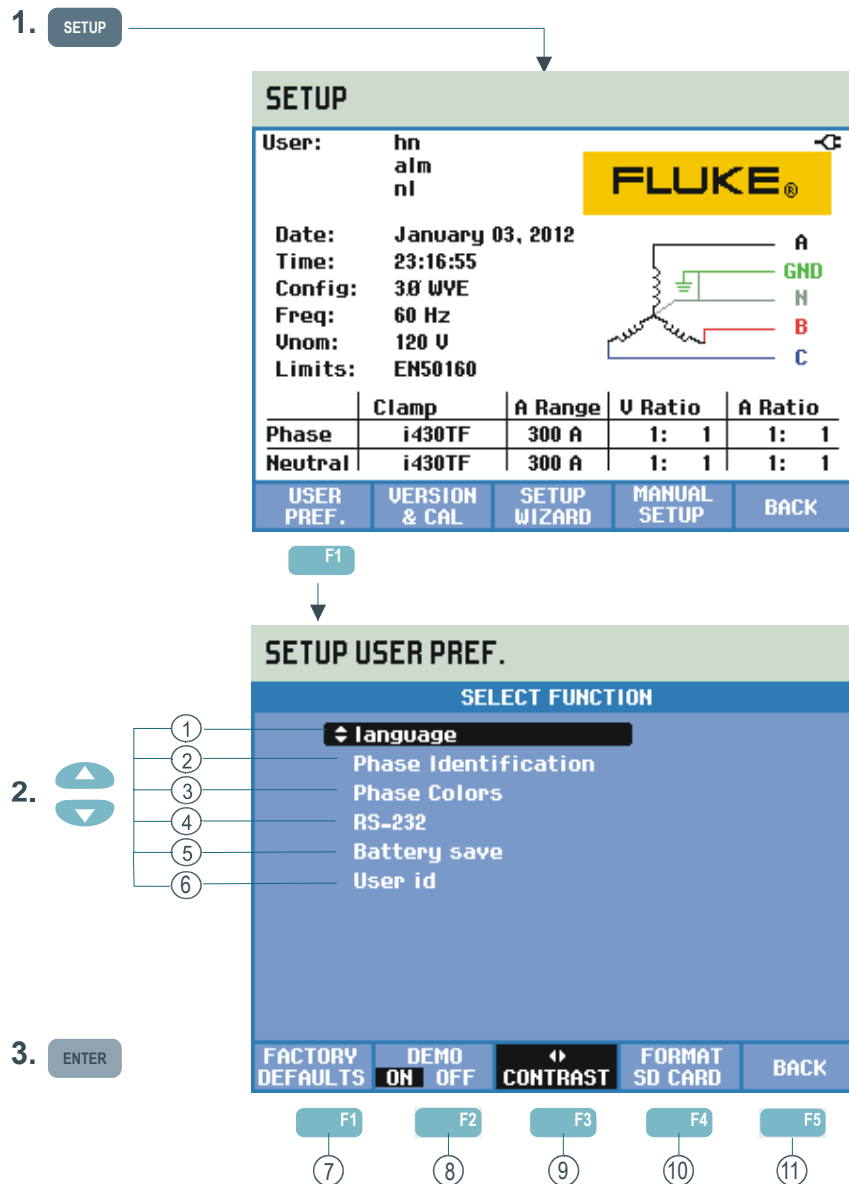 1. SETUP
SETUP
User: hn
alm
nl
FLUKE®
Date: January 03, 2012
Time: 23:16:55
Config: 3Ø WYE
Freq: 60 Hz
Vnom: 120 V
Limits: EN50160
A
GND
N
B
C
Clamp A Range V Ratio A Ratio
Phase i430TF 300 A 1: 1 1: 1
Neutral i430TF 300 A 1: 1 1: 1
USER PREF. VERSION & CAL SETUP WIZARD MANUAL SETUP BACK
F1
SETUP USER PREF.
SELECT FUNCTION
1 language
2 Phase Identification
2.
3 Phase Colors
4 RS-232
5 Battery save
6 User id
3. ENTER
FACTORY DEFAULTS DEMO ON OFF CONTRAST FORMAT SD CARD BACK
F1 F2 F3 F4 F5
7 8 9 10 11